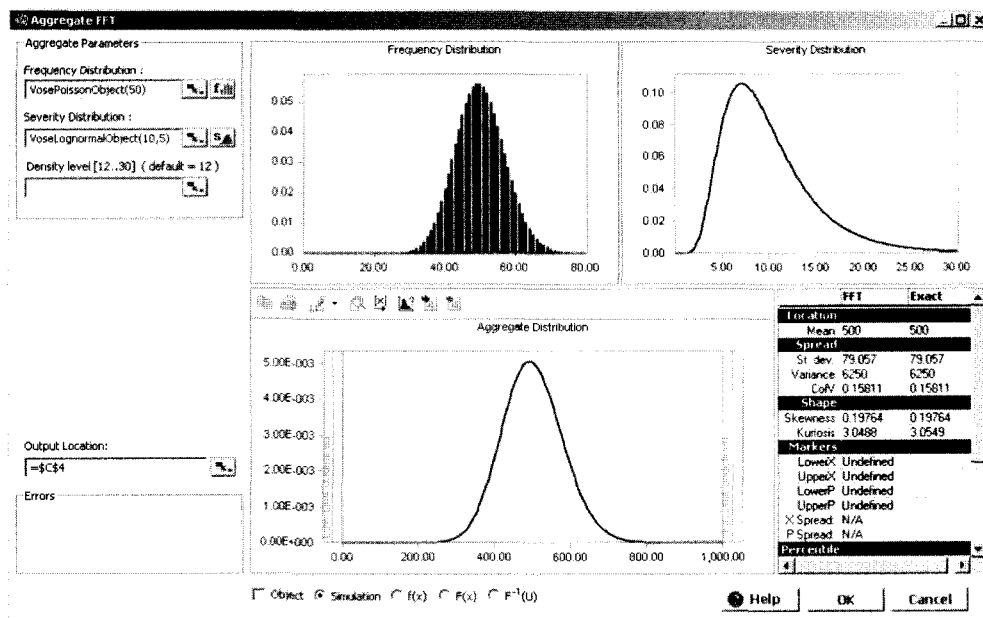 Aggregate FFT
Aggregate Parameters
Frequency Distribution :
VosePoissonObject(50)
Severity Distribution :
VoseLognormalObject(10,5)
Density level [12..30] ( default = 12 )
Output Location:
=$C$4
Errors
Frequency Distribution
0.05
0.04
0.03
0.02
0.01
0.00
0.00 20.00 40.00 60.00 80.00
Severity Distribution
0.10
0.08
0.06
0.04
0.02
0.00
5.00 10.00 15.00 20.00 25.00 30.00
Aggregate Distribution
5.00E-003
4.00E-003
3.00E-003
2.00E-003
1.00E-003
0.00E+000
0.00 200.00 400.00 600.00 800.00 1,000.00
FFT Exact
Location
Mean 500 500
Spread
St. dev. 79.057 79.057
Variance 6250 6250
CofV 0.15811 0.15811
Shape
Skewness 0.19764 0.19764
Kurtosis 3.0488 3.0549
Markers
LowerX Undefined
UpperX Undefined
LowerP Undefined
UpperP Undefined
X Spread: N/A
P Spread: N/A
Percentile
Object Simulation f(x) F(x) F⁻¹(U)
Help OK Cancel